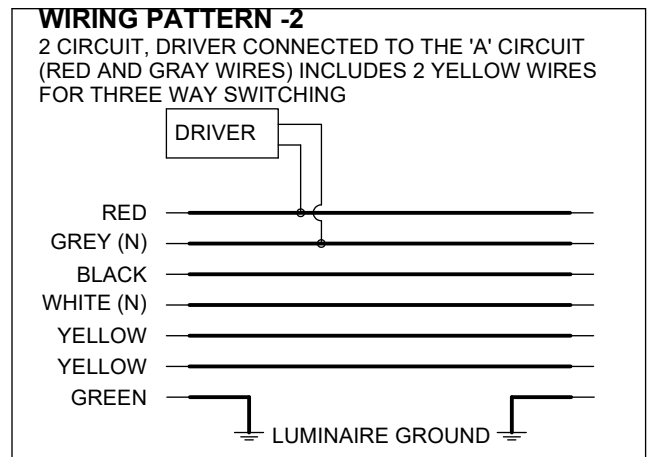 WIRING PATTERN -2
2 CIRCUIT, DRIVER CONNECTED TO THE 'A' CIRCUIT
(RED AND GRAY WIRES) INCLUDES 2 YELLOW WIRES
FOR THREE WAY SWITCHING
DRIVER
RED
GREY (N)
BLACK
WHITE (N)
YELLOW
YELLOW
GREEN
LUMINAIRE GROUND